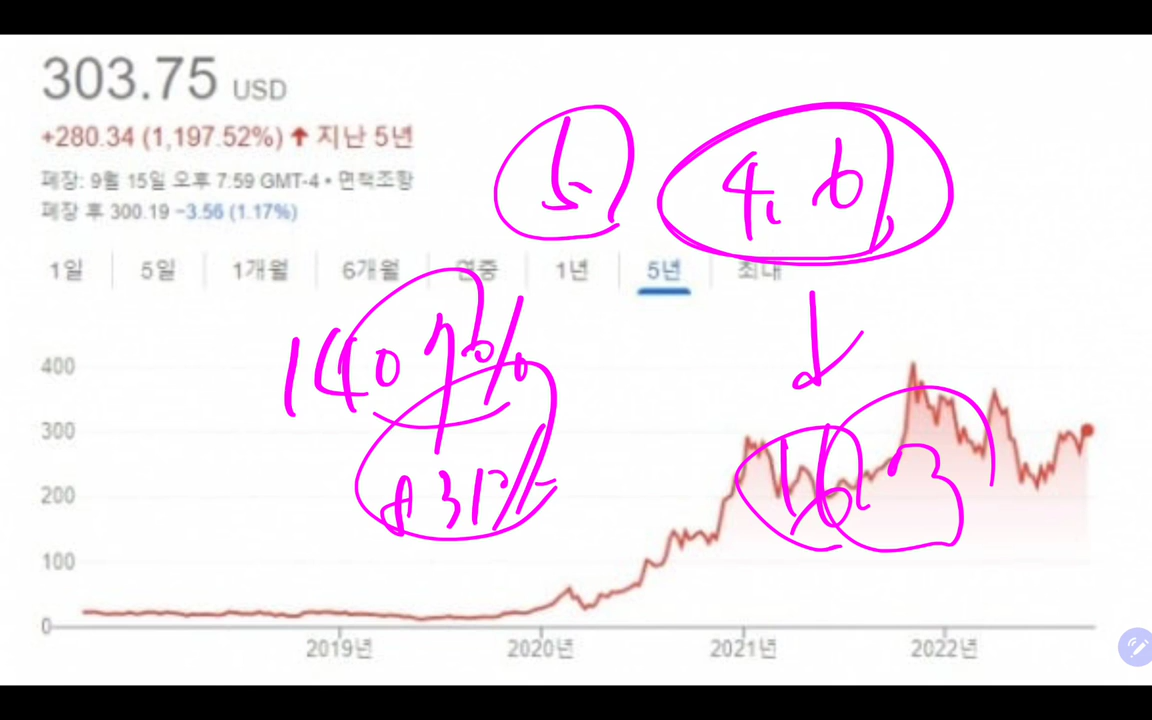 303.75 USD
+280.34 (1,197.52%) ↑ 지난 5년
폐장: 9월 15일 오후 7:59 GMT-4 • 면책조항
폐장 후 300.19 −3.56 (1.17%)
5
4, 6,
1일 5일 1개월 6개월 연중 1년 5년 최대
1407%
831%
163
400
300
200
100
0
2019년 2020년 2021년 2022년